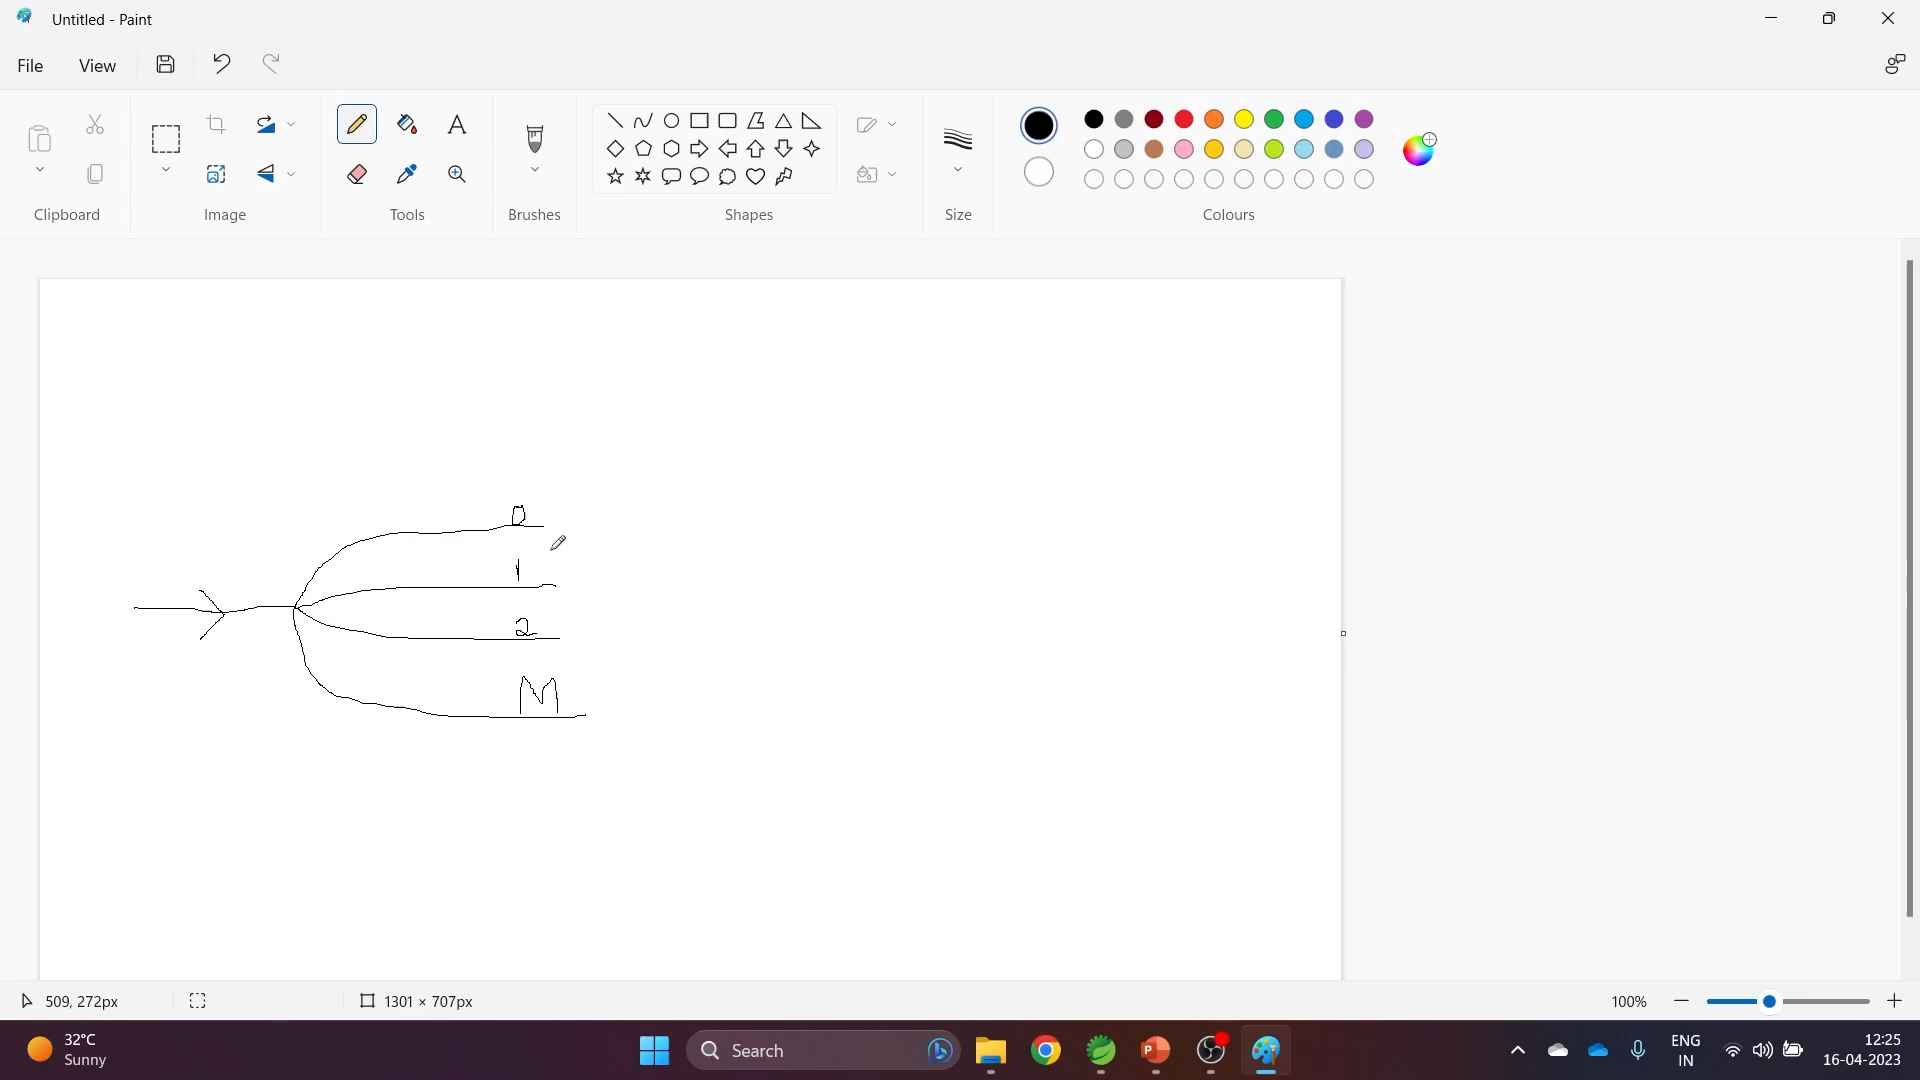 Untitled - Paint
File View
Clipboard Image Tools Brushes Shapes Size Colours
0
1
2
M
509, 272px 1301 × 707px 100%
32°C
Sunny
Search
ENG
IN
12:25
16-04-2023